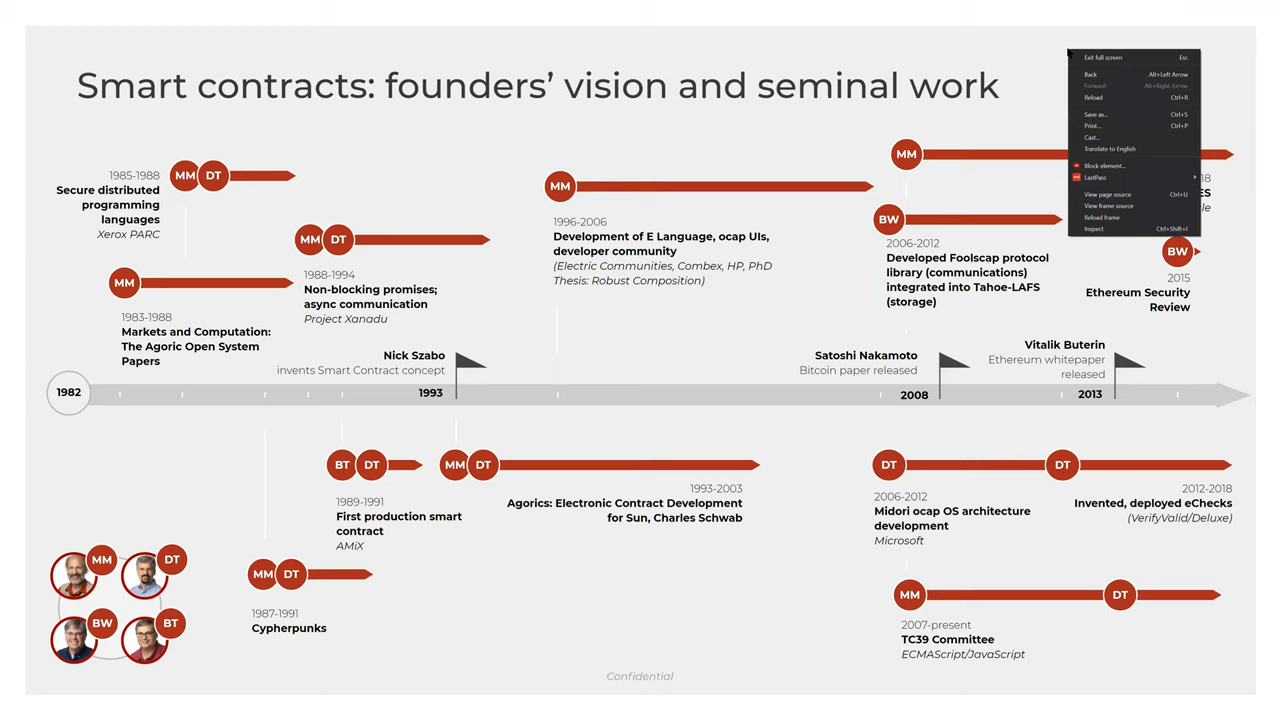 Smart contracts: founders’ vision and seminal work
1985-1988
Secure distributed
programming
languages
Xerox PARC
MM DT
MM
1983-1988
Markets and Computation:
The Agoric Open System
Papers
MM DT
1988-1994
Non-blocking promises;
async communication
Project Xanadu
MM
1996-2006
Development of E Language, ocap UIs,
developer community
(Electric Communities, Combex, HP, PhD
Thesis: Robust Composition)
MM
BW
2006-2012
Developed Foolscap protocol
library (communications)
integrated into Tahoe-LAFS
(storage)
Exit full screen Esc
Back Alt+Left Arrow
Forward Alt+Right Arrow
Reload Ctrl+R
Save as... Ctrl+S
Print... Ctrl+P
Cast...
Translate to English
Block element...
LastPass
View page source Ctrl+U
View frame source
Reload frame
Inspect Ctrl+Shift+I
18
ES
le
BW
2015
Ethereum Security
Review
Nick Szabo
invents Smart Contract concept
Satoshi Nakamoto
Bitcoin paper released
Vitalik Buterin
Ethereum whitepaper
released
1982
1993
2008
2013
BT DT
1989-1991
First production smart
contract
AMiX
MM DT
1993-2003
Agorics: Electronic Contract Development
for Sun, Charles Schwab
DT
2006-2012
Midori ocap OS architecture
development
Microsoft
DT
2012-2018
Invented, deployed eChecks
(VerifyValid/Deluxe)
MM DT
1987-1991
Cypherpunks
MM DT
2007-present
TC39 Committee
ECMAScript/JavaScript
MM DT
BW BT
Confidential